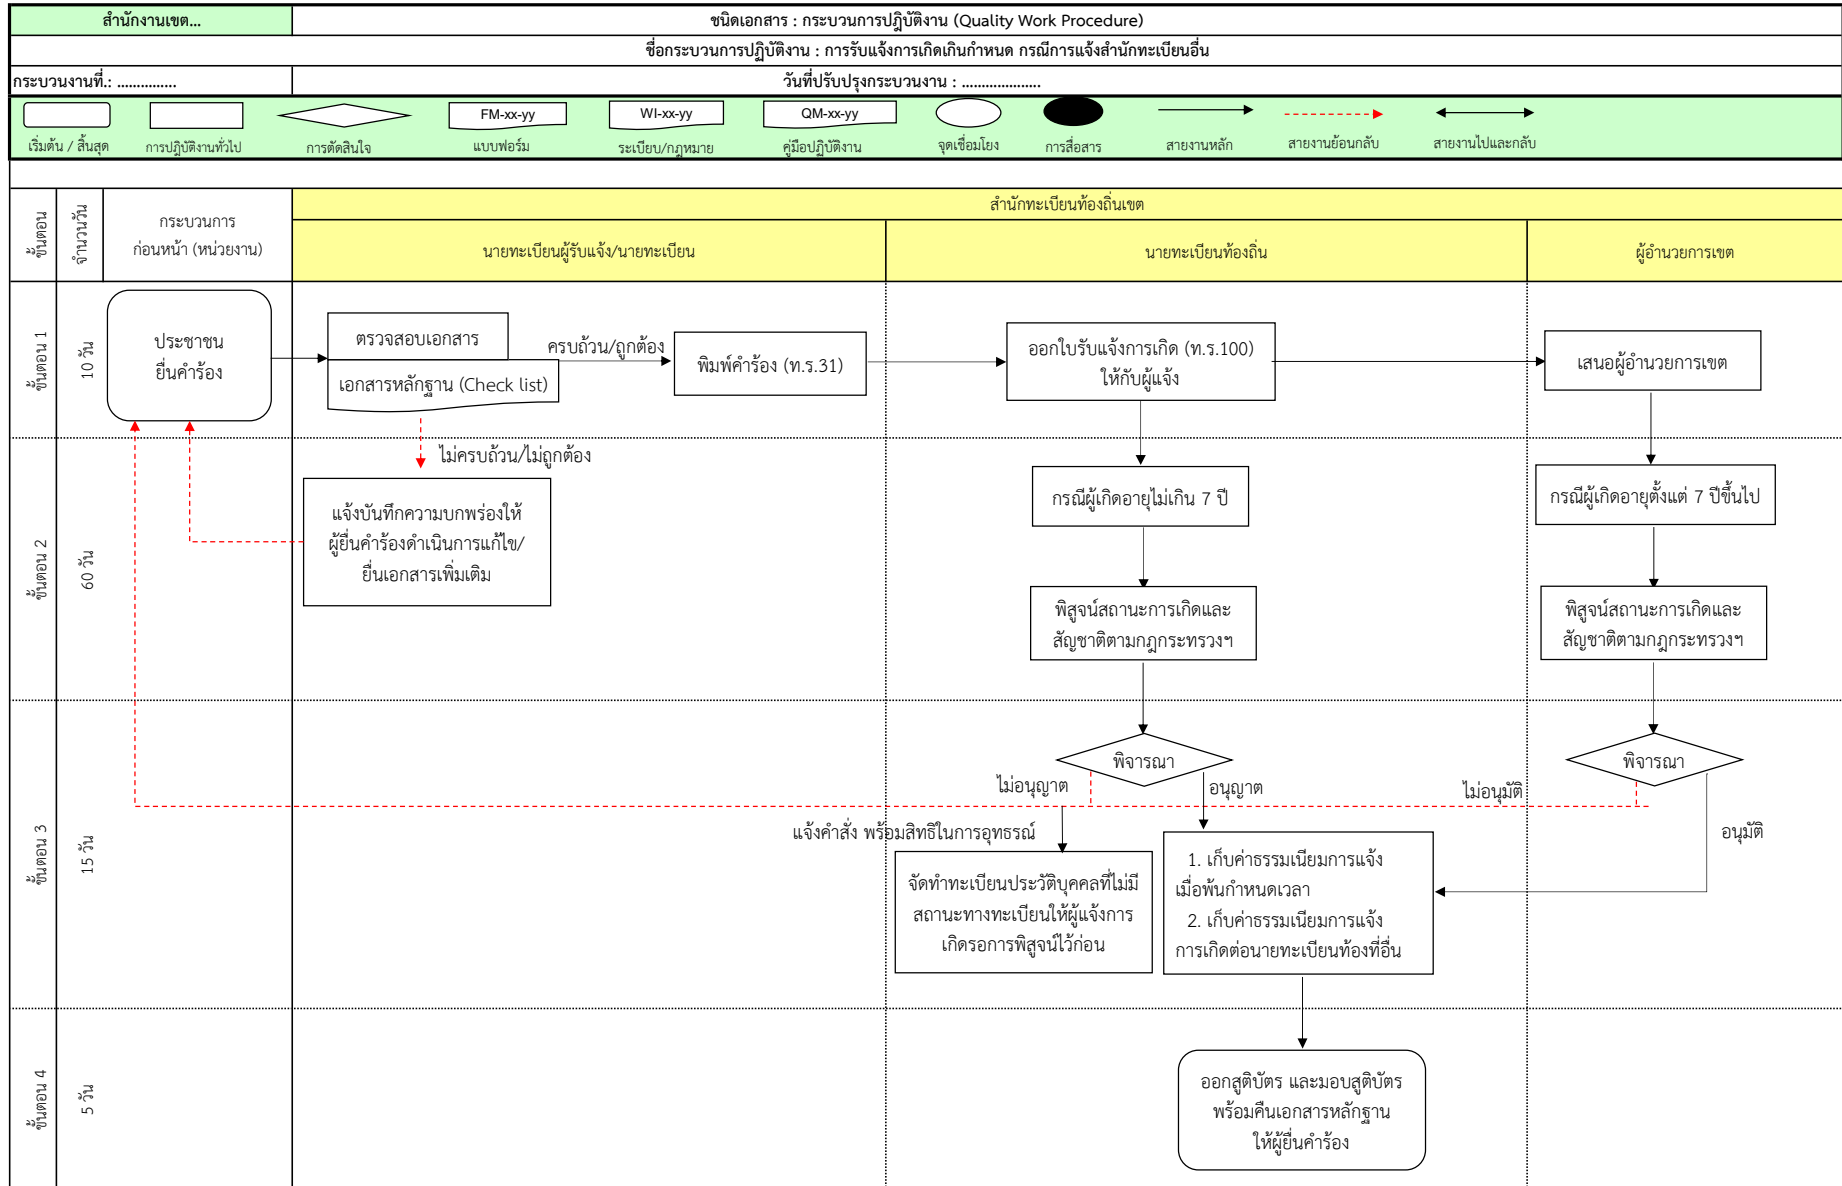 สำนักงานเขต...
ชนิดเอกสาร : กระบวนการปฏิบัติงาน (Quality Work Procedure)
ชื่อกระบวนการปฏิบัติงาน : การรับแจ้งการเกิดเกินกำหนด กรณีการแจ้งสำนักทะเบียนอื่น
กระบวนงานที่.: ...............
วันที่ปรับปรุงกระบวนงาน : ....................
FM-xx-yy
WI-xx-yy
QM-xx-yy
เริ่มต้น / สิ้นสุด
การปฏิบัติงานทั่วไป
การตัดสินใจ
แบบฟอร์ม
ระเบียบ/กฎหมาย
คู่มือปฏิบัติงาน
จุดเชื่อมโยง
การสื่อสาร
สายงานหลัก
สายงานย้อนกลับ
สายงานไปและกลับ
ขั้นตอน
จำนวนวัน
กระบวนการ
ก่อนหน้า (หน่วยงาน)
สำนักทะเบียนท้องถิ่นเขต
นายทะเบียนผู้รับแจ้ง/นายทะเบียน
นายทะเบียนท้องถิ่น
ผู้อำนวยการเขต
ขั้นตอน 1
10 วัน
ประชาชน
ยื่นคำร้อง
ตรวจสอบเอกสาร
เอกสารหลักฐาน (Check list)
ครบถ้วน/ถูกต้อง
พิมพ์คำร้อง (ท.ร.31)
ออกใบรับแจ้งการเกิด (ท.ร.100)
ให้กับผู้แจ้ง
เสนอผู้อำนวยการเขต
ไม่ครบถ้วน/ไม่ถูกต้อง
ขั้นตอน 2
60 วัน
แจ้งบันทึกความบกพร่องให้
ผู้ยื่นคำร้องดำเนินการแก้ไข/
ยื่นเอกสารเพิ่มเติม
กรณีผู้เกิดอายุไม่เกิน 7 ปี
กรณีผู้เกิดอายุตั้งแต่ 7 ปีขึ้นไป
พิสูจน์สถานะการเกิดและ
สัญชาติตามกฎกระทรวงฯ
พิสูจน์สถานะการเกิดและ
สัญชาติตามกฎกระทรวงฯ
ขั้นตอน 3
15 วัน
พิจารณา
พิจารณา
ไม่อนุญาต
อนุญาต
ไม่อนุมัติ
อนุมัติ
แจ้งคำสั่ง พร้อมสิทธิในการอุทธรณ์
จัดทำทะเบียนประวัติบุคคลที่ไม่มี
สถานะทางทะเบียนให้ผู้แจ้งการ
เกิดรอการพิสูจน์ไว้ก่อน
1. เก็บค่าธรรมเนียมการแจ้ง
เมื่อพ้นกำหนดเวลา
2. เก็บค่าธรรมเนียมการแจ้ง
การเกิดต่อนายทะเบียนท้องที่อื่น
ขั้นตอน 4
5 วัน
ออกสูติบัตร และมอบสูติบัตร
พร้อมคืนเอกสารหลักฐาน
ให้ผู้ยื่นคำร้อง